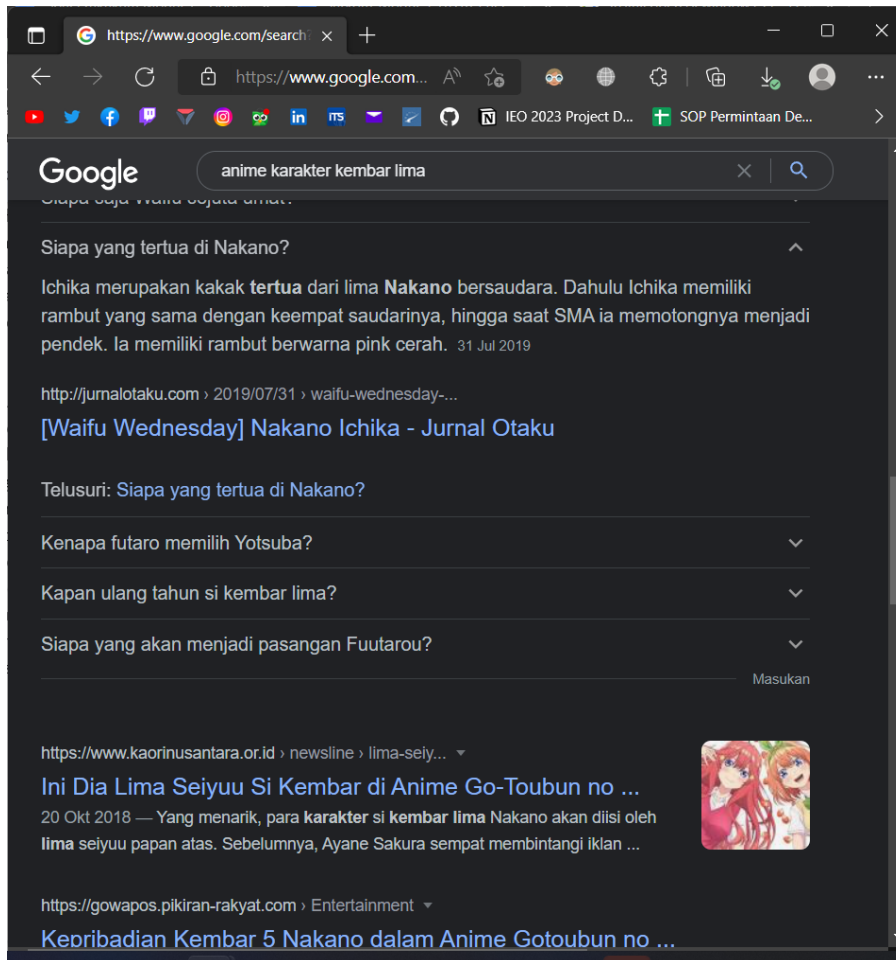 https://www.google.com/search?
https://www.google.com...
IEO 2023 Project D...
SOP Permintaan De...
Google
anime karakter kembar lima
Siapa saja Waifu sejuta umat?
Siapa yang tertua di Nakano?
Ichika merupakan kakak tertua dari lima Nakano bersaudara. Dahulu Ichika memiliki
rambut yang sama dengan keempat saudarinya, hingga saat SMA ia memotongnya menjadi
pendek. Ia memiliki rambut berwarna pink cerah. 31 Jul 2019
http://jurnalotaku.com › 2019/07/31 › waifu-wednesday-...
[Waifu Wednesday] Nakano Ichika - Jurnal Otaku
Telusuri: Siapa yang tertua di Nakano?
Kenapa futaro memilih Yotsuba?
Kapan ulang tahun si kembar lima?
Siapa yang akan menjadi pasangan Fuutarou?
Masukan
https://www.kaorinusantara.or.id › newsline › lima-seiy...
Ini Dia Lima Seiyuu Si Kembar di Anime Go-Toubun no ...
20 Okt 2018 — Yang menarik, para karakter si kembar lima Nakano akan diisi oleh
lima seiyuu papan atas. Sebelumnya, Ayane Sakura sempat membintangi iklan ...
https://gowapos.pikiran-rakyat.com › Entertainment
Kepribadian Kembar 5 Nakano dalam Anime Gotoubun no ...